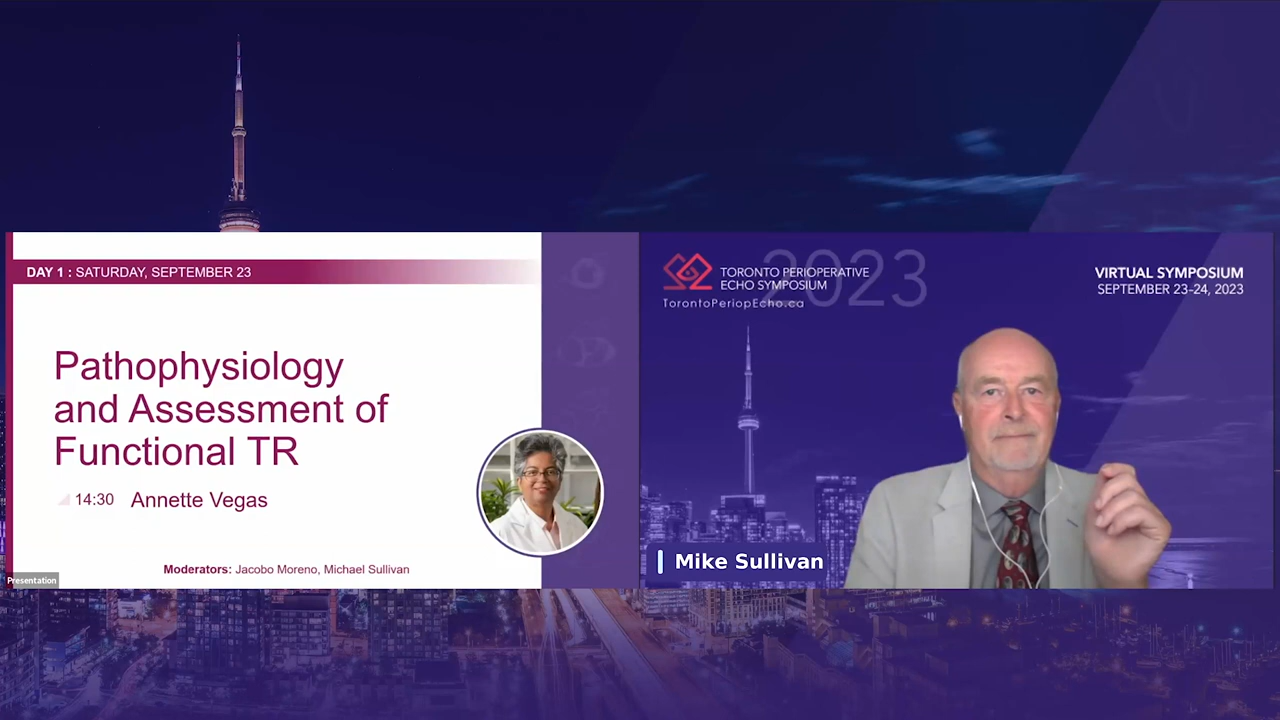 DAY 1 : SATURDAY, SEPTEMBER 23
Pathophysiology
and Assessment of
Functional TR
14:30 Annette Vegas
Moderators: Jacobo Moreno, Michael Sullivan
Presentation
2023
TORONTO PERIOPERATIVE
ECHO SYMPOSIUM
TorontoPeriopEcho.ca
VIRTUAL SYMPOSIUM
SEPTEMBER 23-24, 2023
Mike Sullivan